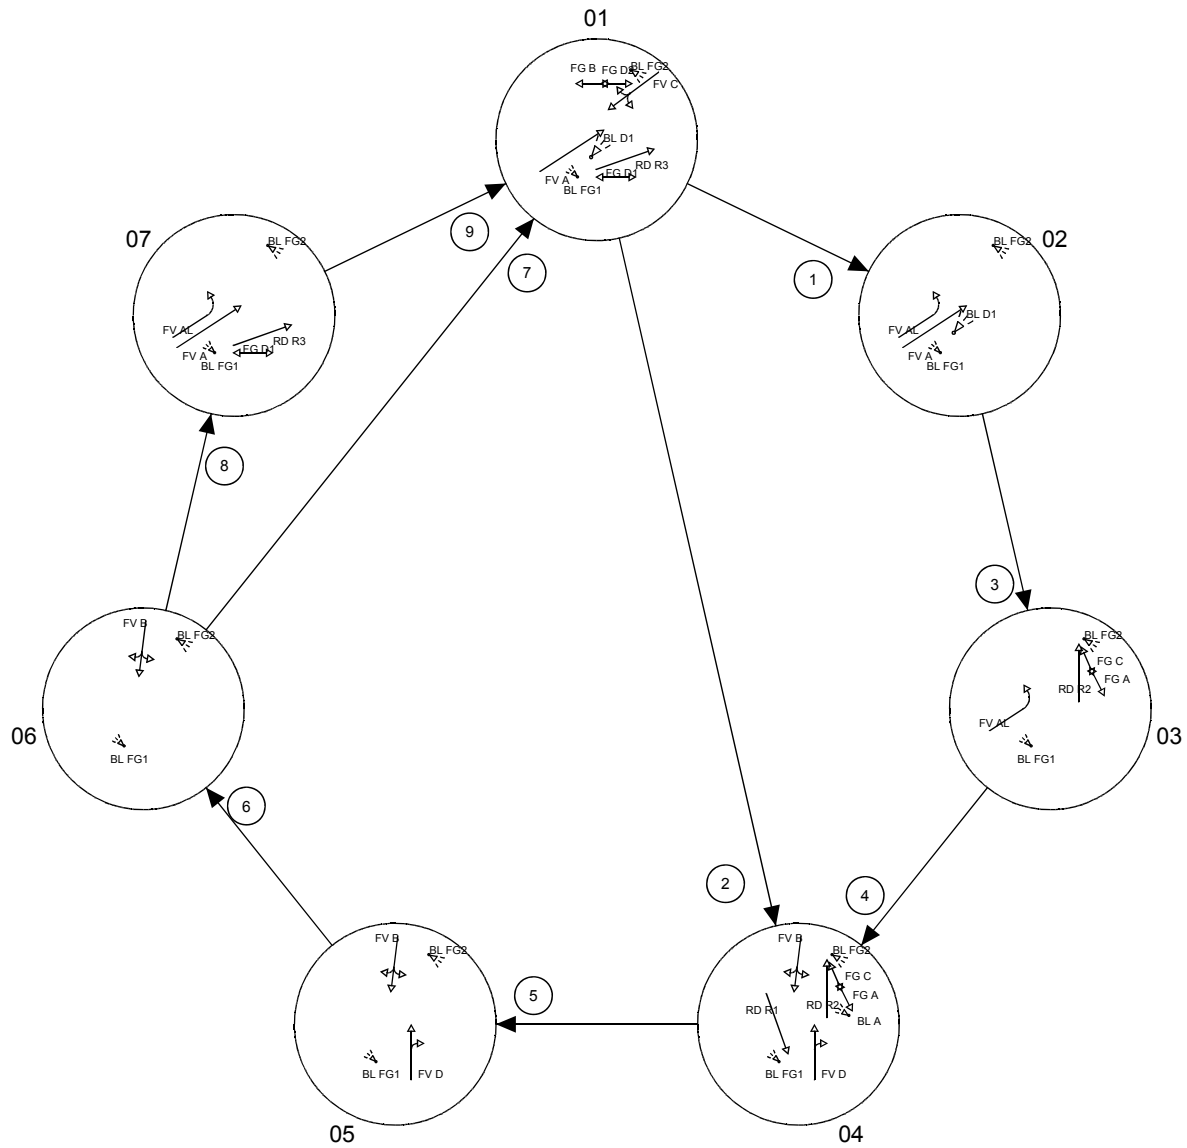 01
FG B FG D2 BL FG2
FV C
BL D1
RD R3
FV A FG D1
BL FG1
9
7
1
07
BL FG2
FV AL
FV A
FG D1
RD R3
BL FG1
02
BL FG2
FV AL
BL D1
FV A
BL FG1
8
3
06
FV B
BL FG2
BL FG1
03
BL FG2
FG C
FG A
RD R2
FV AL
BL FG1
6
2
4
5
05
FV B
BL FG2
BL FG1
FV D
04
FV B
BL FG2
FG C
FG A
RD R1
RD R2
BL A
BL FG1
FV D